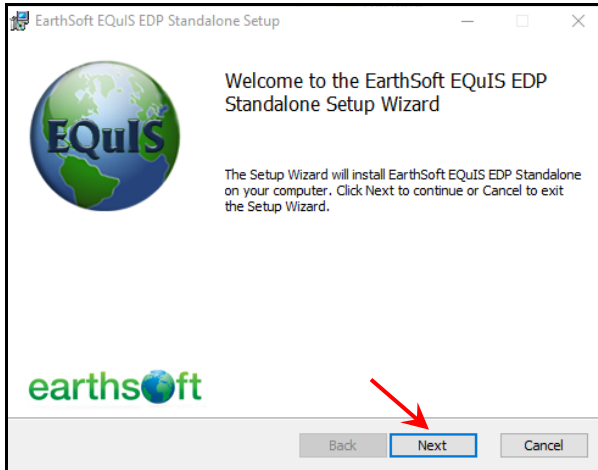 EarthSoft EQuIS EDP Standalone Setup
EQuIS
Welcome to the EarthSoft EQuIS EDP
Standalone Setup Wizard
The Setup Wizard will install EarthSoft EQuIS EDP Standalone
on your computer. Click Next to continue or Cancel to exit
the Setup Wizard.
earthsoft
Back Next Cancel